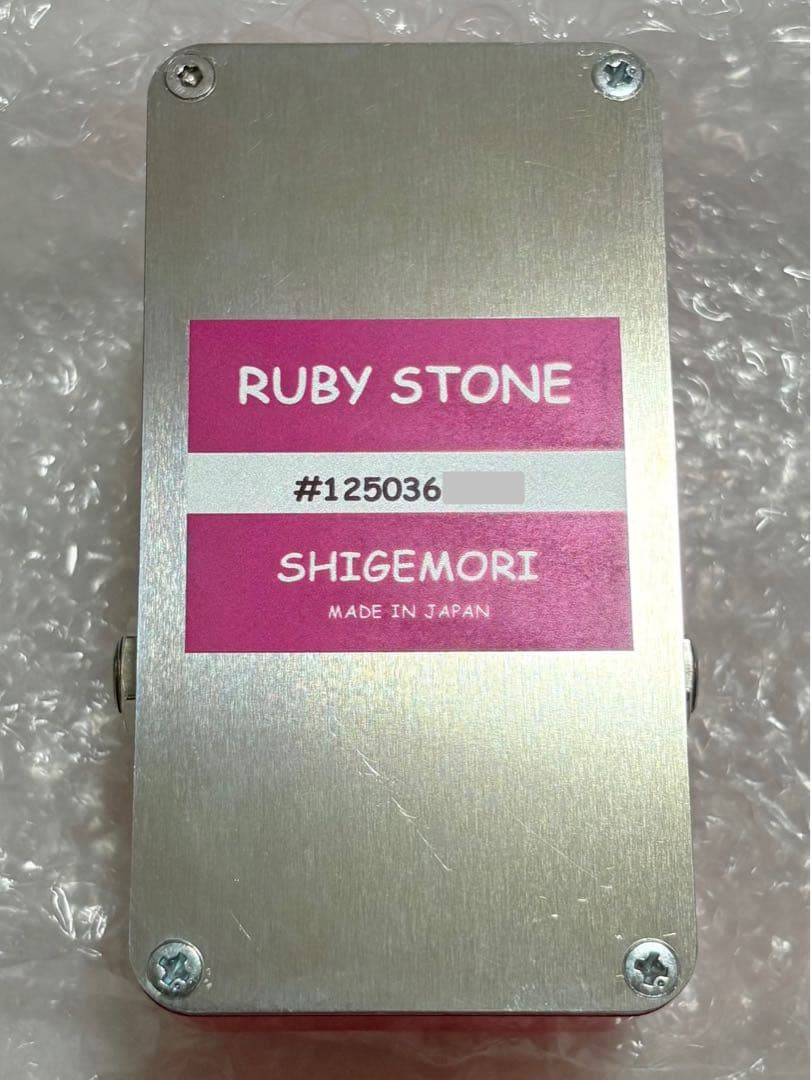 RUBY STONE
#125036
SHIGEMORI
MADE IN JAPAN